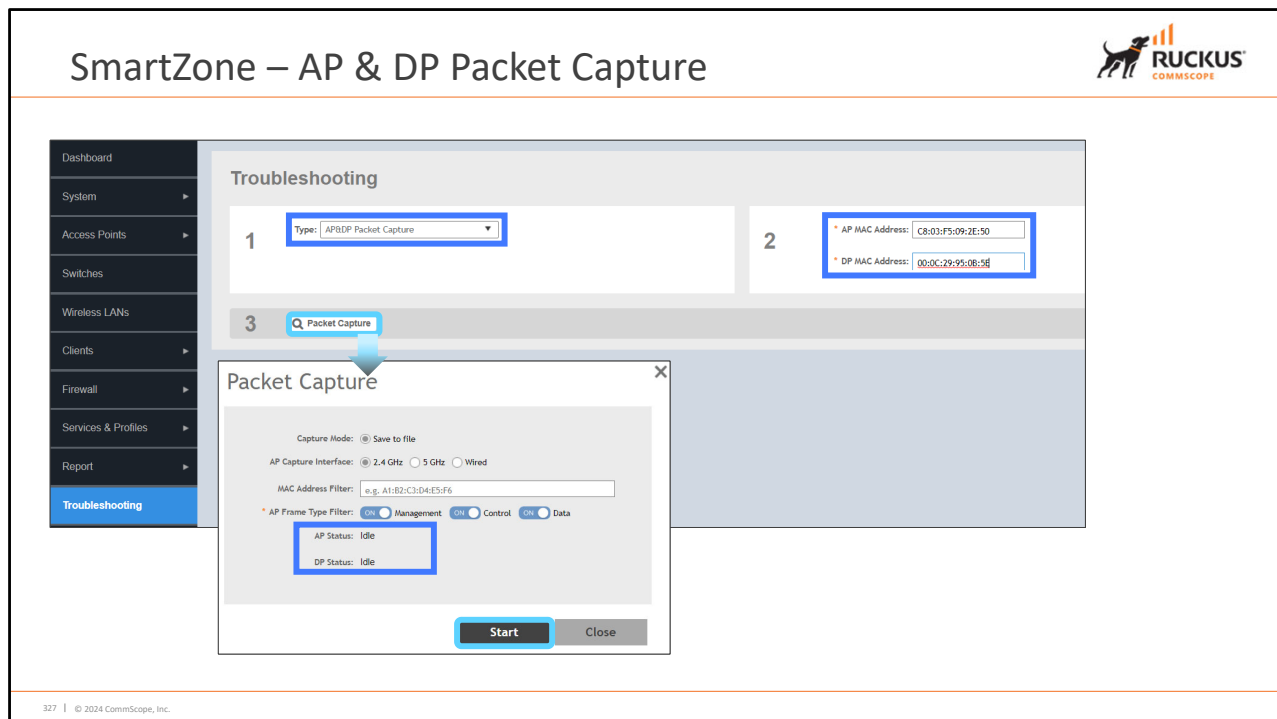 SmartZone – AP & DP Packet Capture
RUCKUS
COMMSCOPE
Dashboard
System
Access Points
Switches
Wireless LANs
Clients
Firewall
Services & Profiles
Report
Troubleshooting
Troubleshooting
1
Type: AP&DP Packet Capture
2
* AP MAC Address: C8:03:F5:09:2E:50
* DP MAC Address: 00:0C:29:95:0B:5E
3
Packet Capture
Packet Capture
Capture Mode: Save to file
AP Capture Interface: 2.4 GHz 5 GHz Wired
MAC Address Filter: e.g. A1:B2:C3:D4:E5:F6
* AP Frame Type Filter: ON Management ON Control ON Data
AP Status: Idle
DP Status: Idle
Start Close
327 | © 2024 CommScope, Inc.